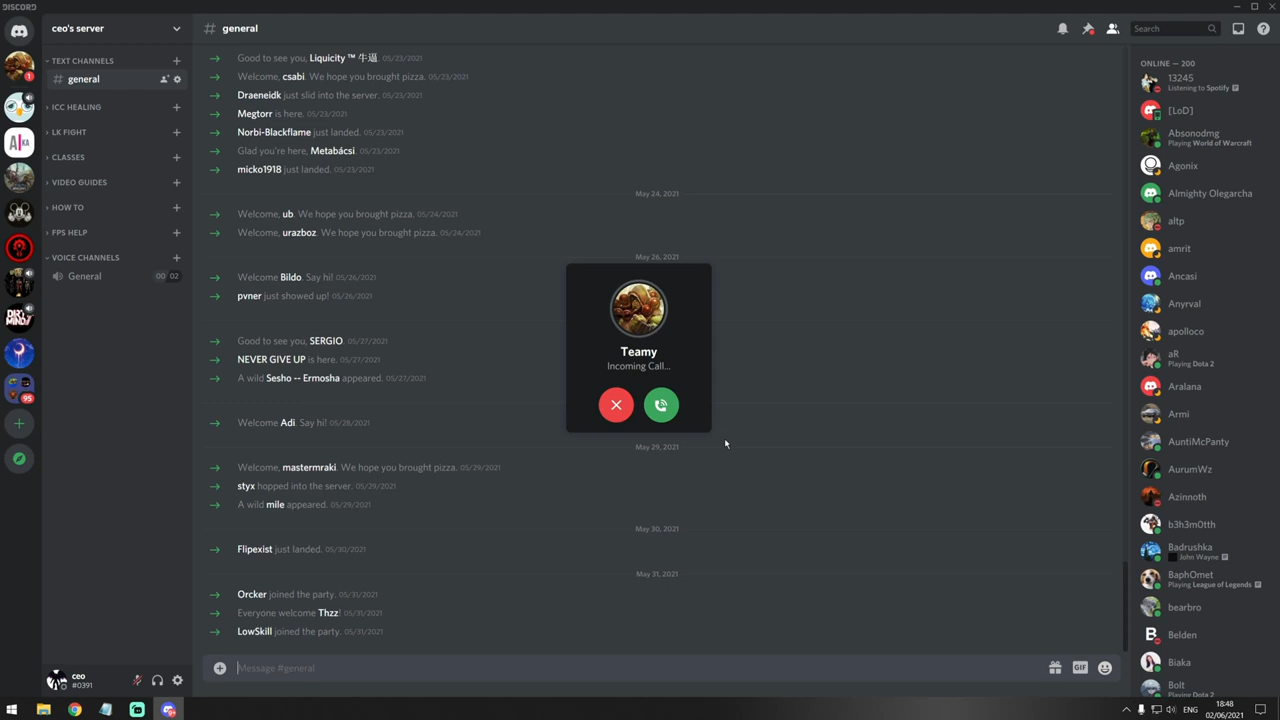 DISCORD
ceo's server
# general
Search
TEXT CHANNELS
# general
ICC HEALING
LK FIGHT
CLASSES
VIDEO GUIDES
HOW TO
FPS HELP
VOICE CHANNELS
General 00 02
1
AKA
DIRTY MINDZ
95
Good to see you, Liquicity ™ 牛逼. 05/23/2021
Welcome, csabi. We hope you brought pizza. 05/23/2021
Draeneidk just slid into the server. 05/23/2021
Megtorr is here. 05/23/2021
Norbi-Blackflame just landed. 05/23/2021
Glad you're here, Metabácsi. 05/23/2021
micko1918 just landed. 05/23/2021
May 24, 2021
Welcome, ub. We hope you brought pizza. 05/24/2021
Welcome, urazboz. We hope you brought pizza. 05/24/2021
May 26, 2021
Welcome Bildo. Say hi! 05/26/2021
pvner just showed up! 05/26/2021
Good to see you, SERGIO. 05/27/2021
NEVER GIVE UP is here. 05/27/2021
A wild Sesho -- Ermosha appeared. 05/27/2021
Welcome Adi. Say hi! 05/28/2021
May 29, 2021
Welcome, mastermraki. We hope you brought pizza. 05/29/2021
styx hopped into the server. 05/29/2021
A wild mile appeared. 05/29/2021
May 30, 2021
Flipexist just landed. 05/30/2021
May 31, 2021
Orcker joined the party. 05/31/2021
Everyone welcome Thzz! 05/31/2021
LowSkill joined the party. 05/31/2021
Teamy
Incoming Call...
Message #general
GIF
ONLINE — 200
13245
Listening to Spotify
[LoD]
Absonodmg
Playing World of Warcraft
Agonix
Almighty Olegarcha
altp
amrit
Ancasi
Anyrval
apolloco
aR
Playing Dota 2
Aralana
Armi
AuntiMcPanty
AurumWz
Azinnoth
b3h3m0tth
Badrushka
John Wayne
BaphOmet
Playing League of Legends
bearbro
Belden
Biaka
Bolt
Playing Dota 2
ceo
#0391
ENG
18:48
02/06/2021